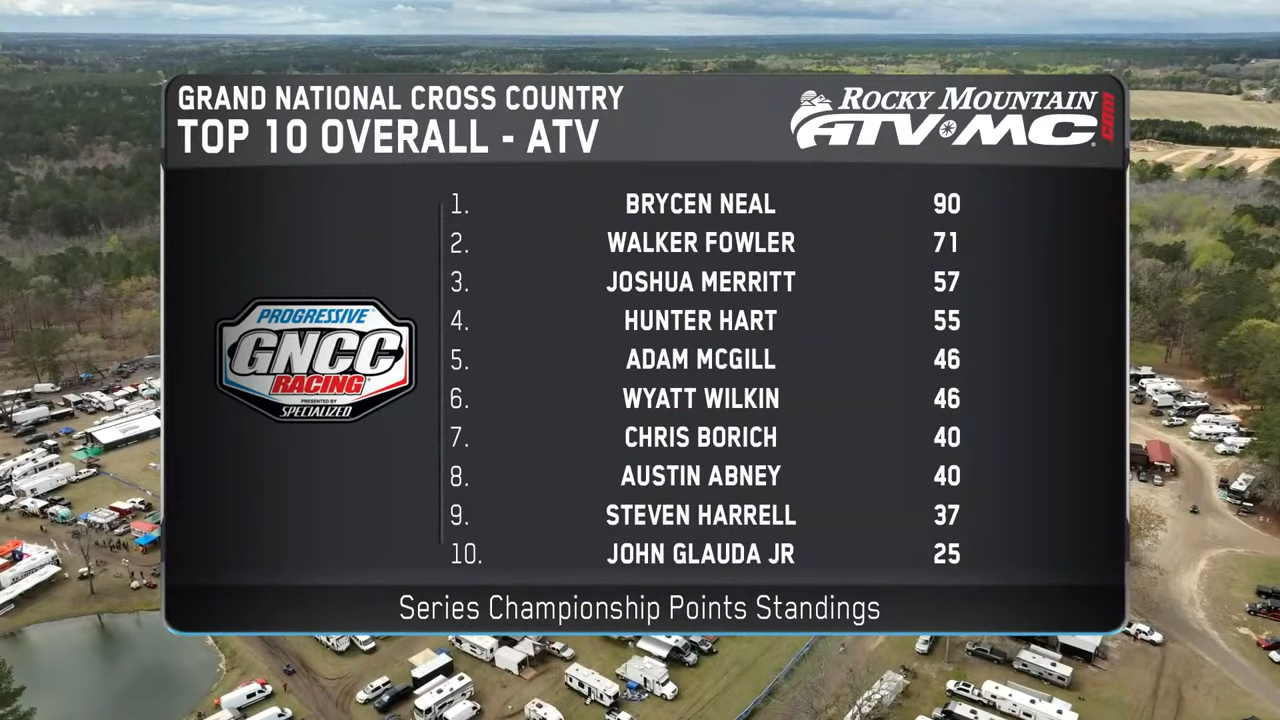 GRAND NATIONAL CROSS COUNTRY
TOP 10 OVERALL - ATV
ROCKY MOUNTAIN
ATV MC .COM
1. BRYCEN NEAL 90
2. WALKER FOWLER 71
3. JOSHUA MERRITT 57
4. HUNTER HART 55
5. ADAM MCGILL 46
6. WYATT WILKIN 46
7. CHRIS BORICH 40
8. AUSTIN ABNEY 40
9. STEVEN HARRELL 37
10. JOHN GLAUDA JR 25
PROGRESSIVE
GNCC
RACING
PRESENTED BY
SPECIALIZED
Series Championship Points Standings